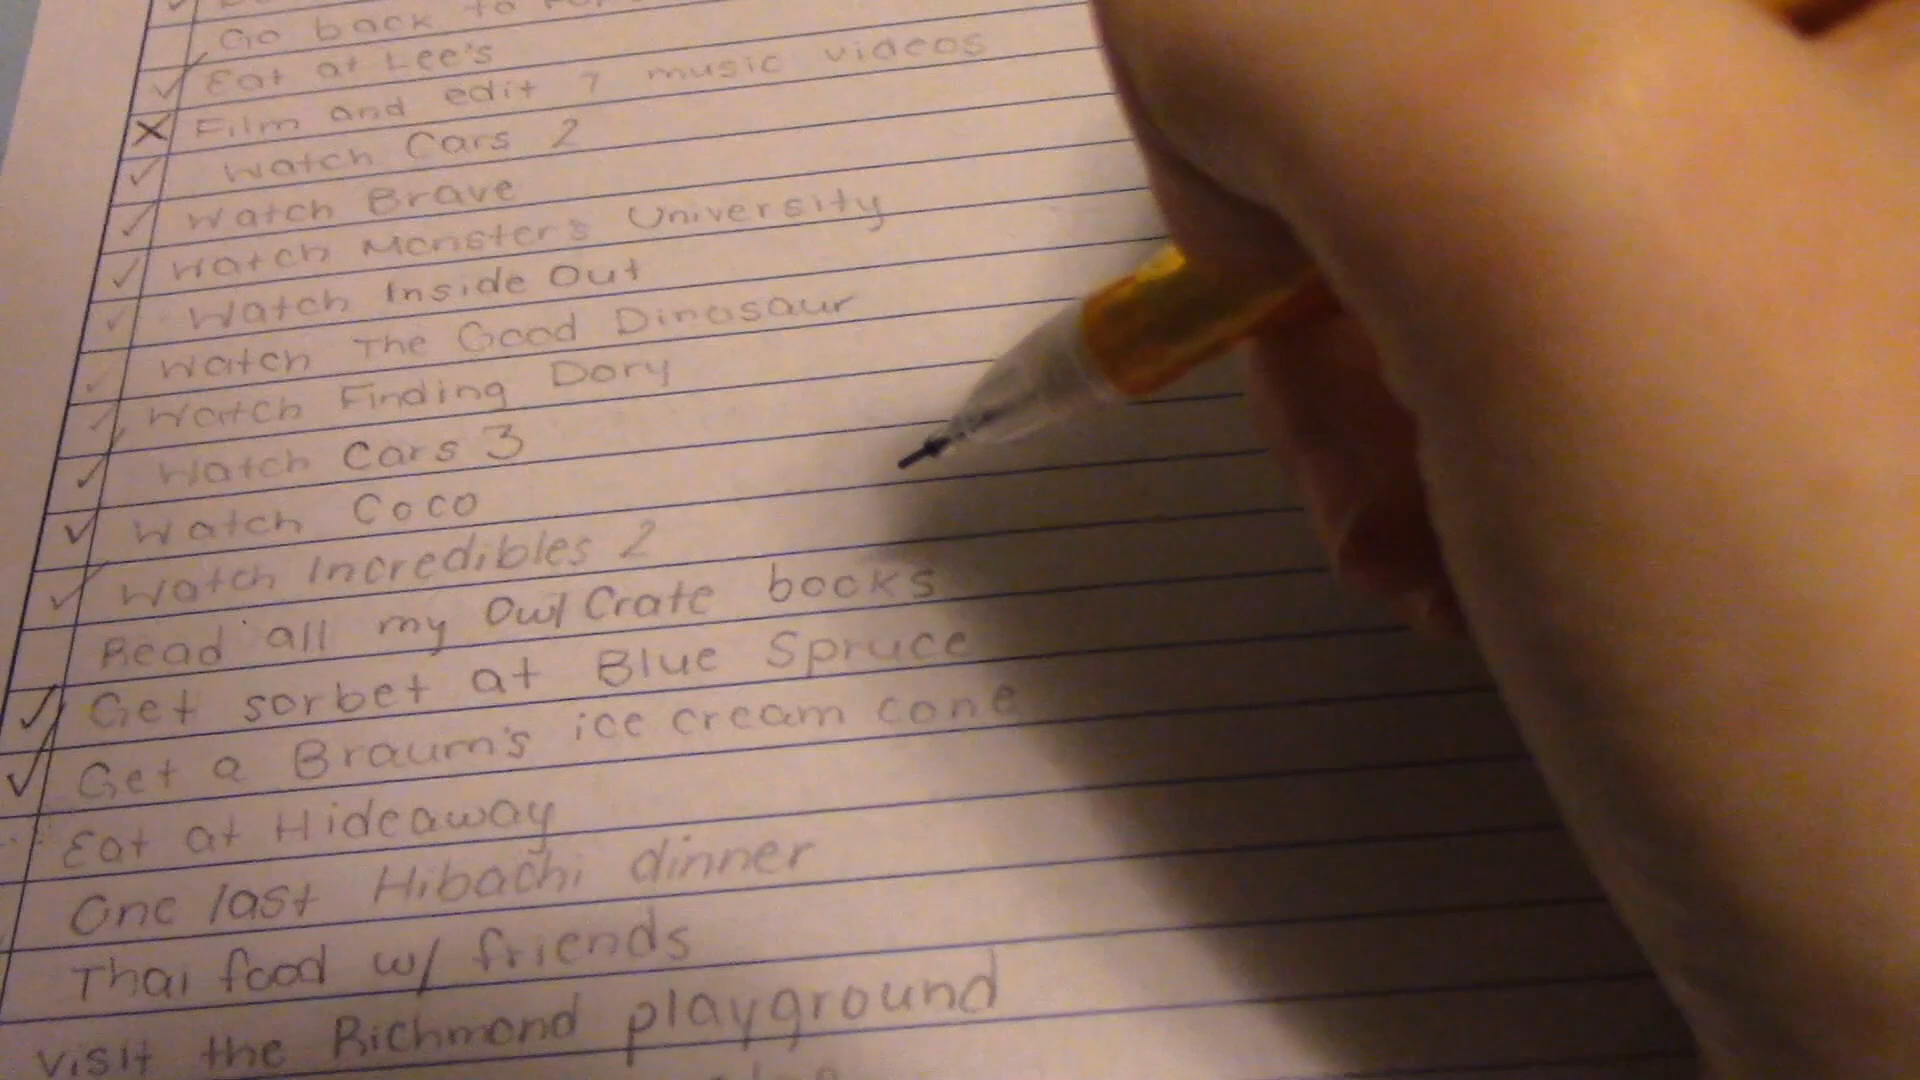 Go back to
Eat at Lee's
Film and edit 7 music videos
Watch Cars 2
Watch Brave
Watch Monsters University
Watch Inside Out
Watch The Good Dinosaur
Watch Finding Dory
Watch Cars 3
Watch Coco
Watch Incredibles 2
Read all my Owl Crate books
Get sorbet at Blue Spruce
Get a Braum's ice cream cone
Eat at Hideaway
One last Hibachi dinner
Thai food w/ friends
Visit the Richmond playground